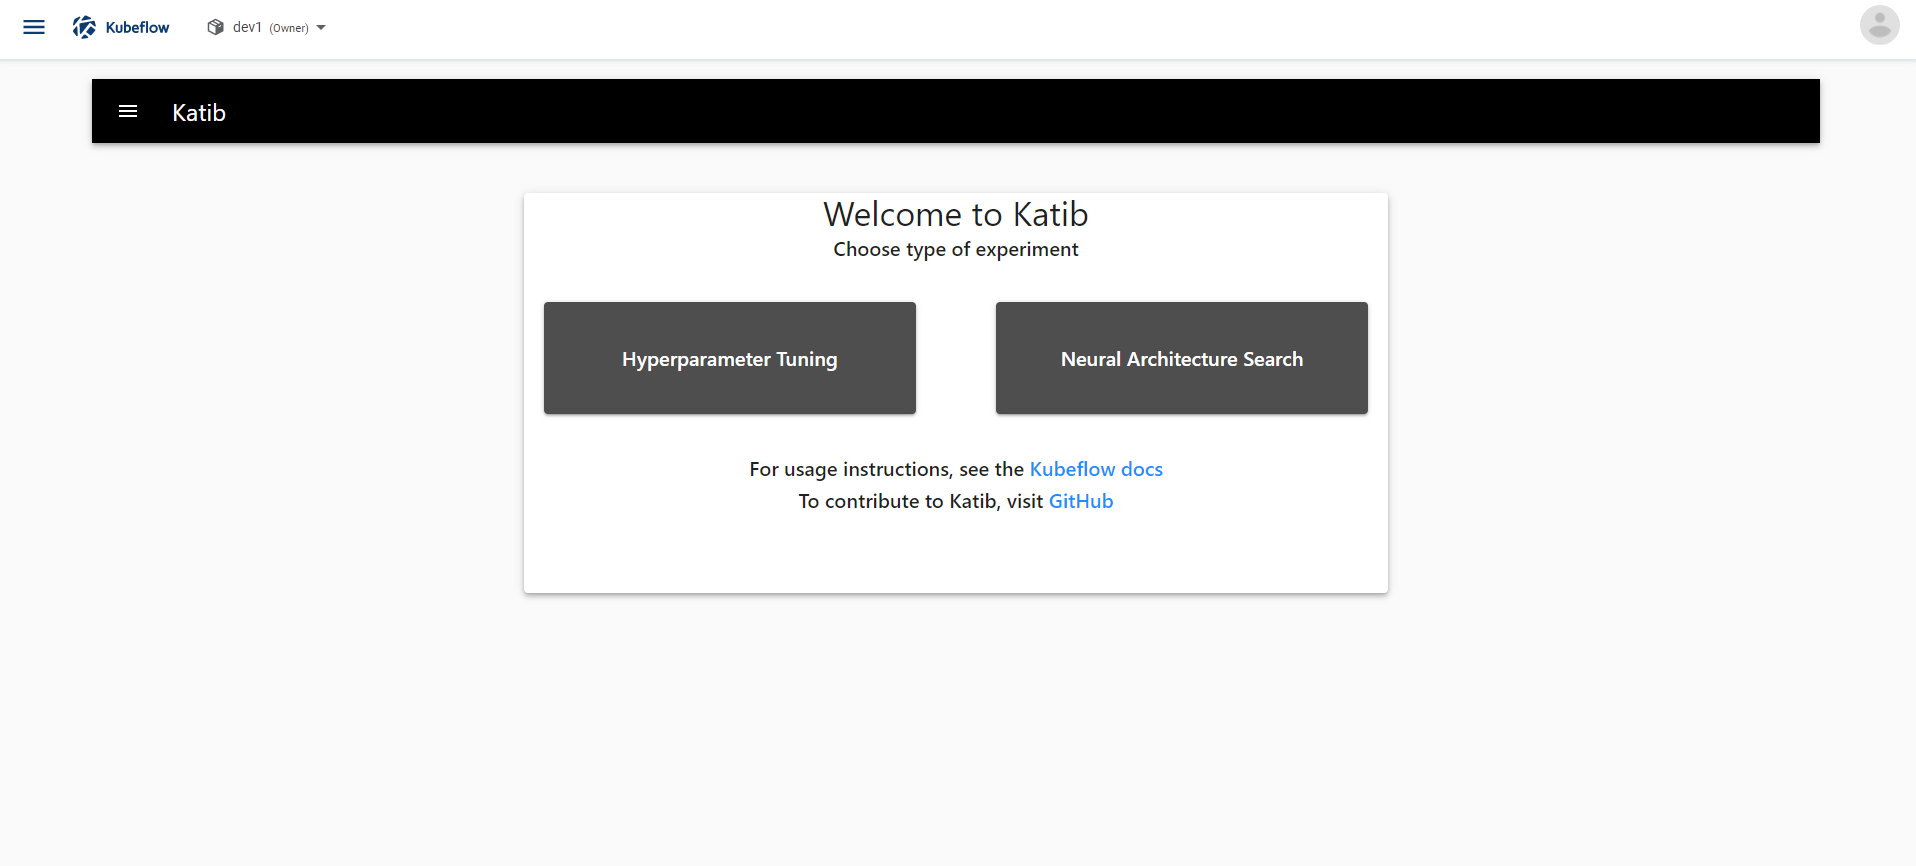 Kubeflow
dev1 (Owner)
Katib
Welcome to Katib
Choose type of experiment
Hyperparameter Tuning
Neural Architecture Search
For usage instructions, see the Kubeflow docs
To contribute to Katib, visit GitHub